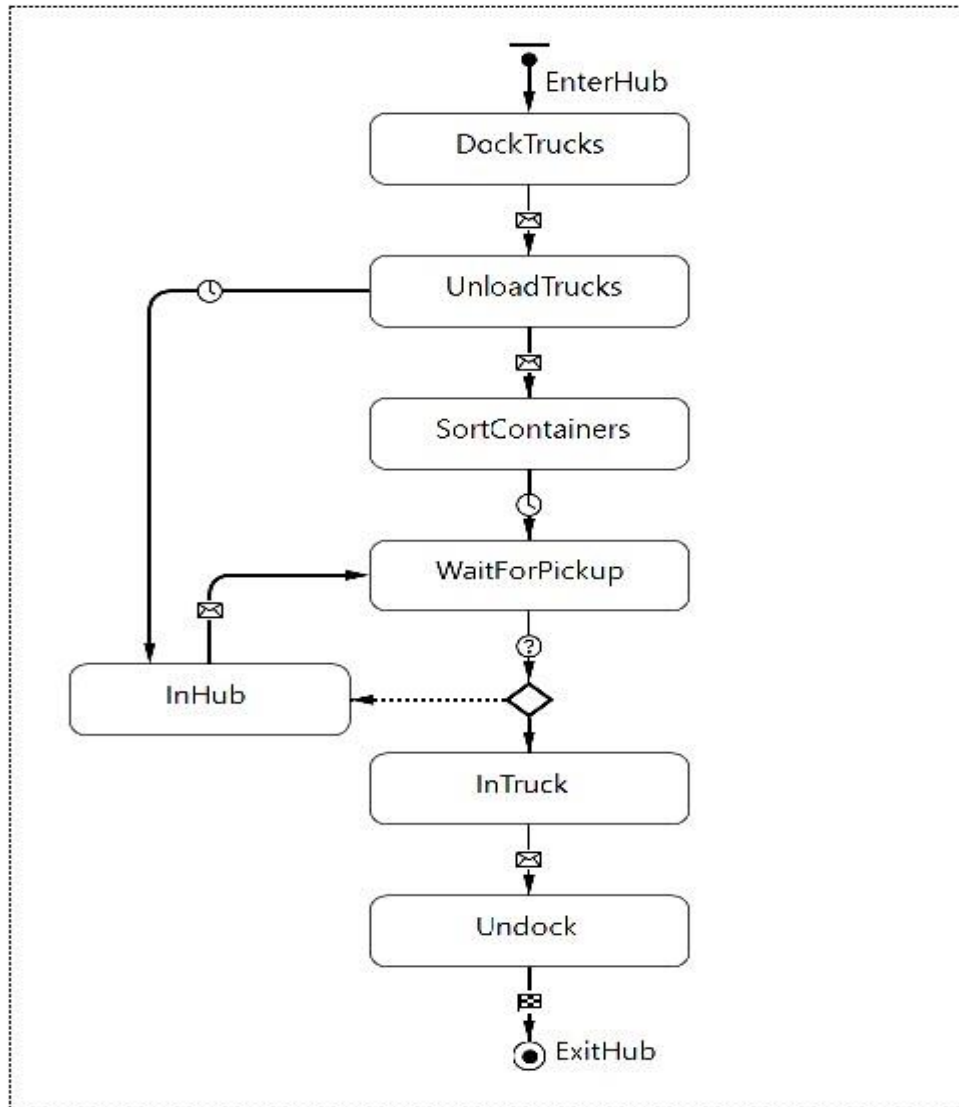 EnterHub
DockTrucks
UnloadTrucks
SortContainers
WaitForPickup
InHub
InTruck
Undock
ExitHub